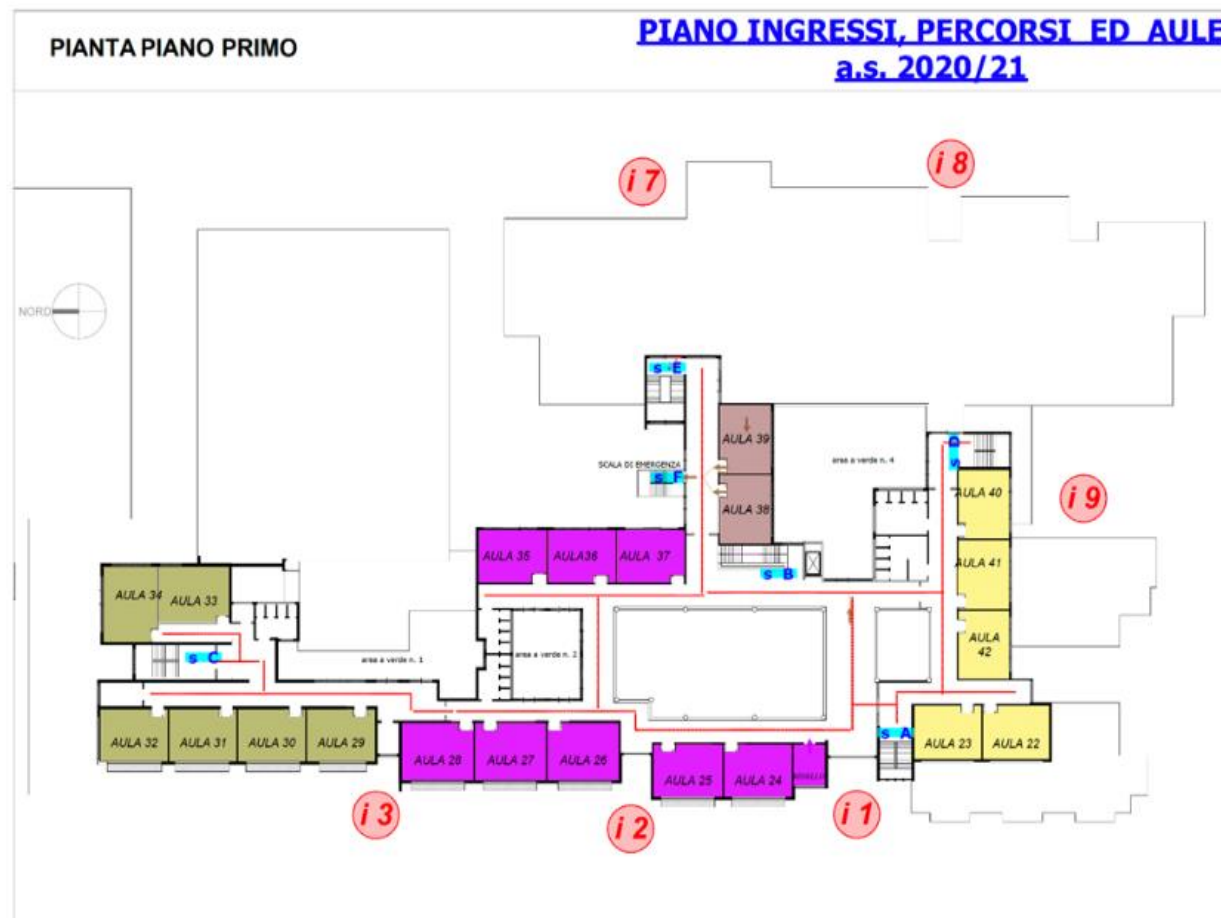 PIANTA PIANO PRIMO
PIANO INGRESSI, PERCORSI ED AULE
a.s. 2020/21
i 7
i 8
NORD
s E
AULA 39
SCALA DI EMERGENZA
s F
AULA 38
area a verde n. 4
s D
AULA 40
i 9
AULA 35
AULA36
AULA 37
s B
AULA 41
AULA 34
AULA 33
AULA
42
s C
area a verde n. 1
area a verde n. 2
AULA 32
AULA 31
AULA 30
AULA 29
AULA 28
AULA 27
AULA 26
AULA 25
AULA 24
s A
AULA 23
AULA 22
i 3
i 2
i 1